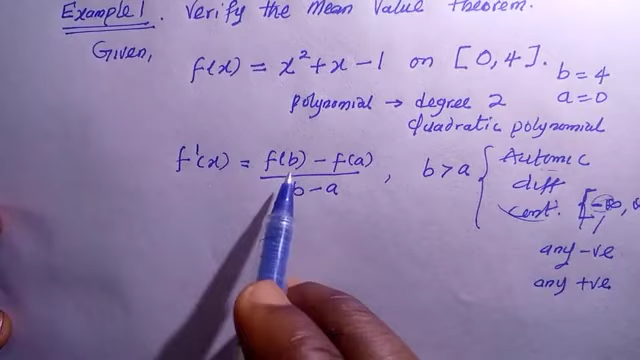 Example 1. Verify the Mean Value theorem.
Given,
f(x) = x² + x − 1 on [0, 4].
b = 4
a = 0
polynomial → degree 2
quadratic polynomial
f'(x) = f(b) − f(a) / b − a , b > a
diff
cont.
any −ve
any +ve